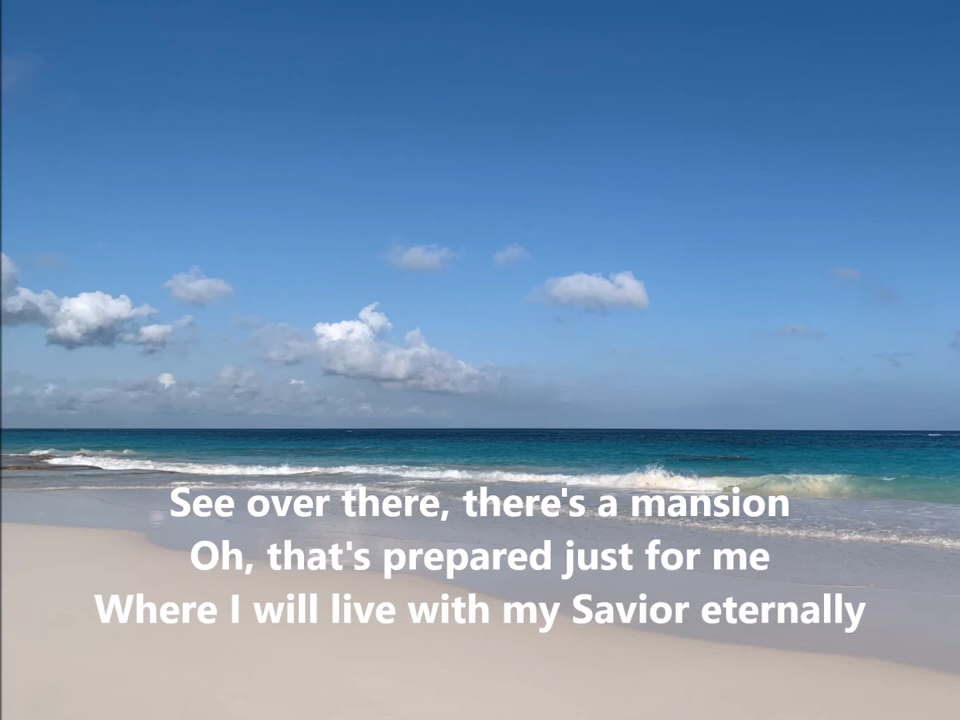 See over there, there's a mansion
Oh, that's prepared just for me
Where I will live with my Savior eternally